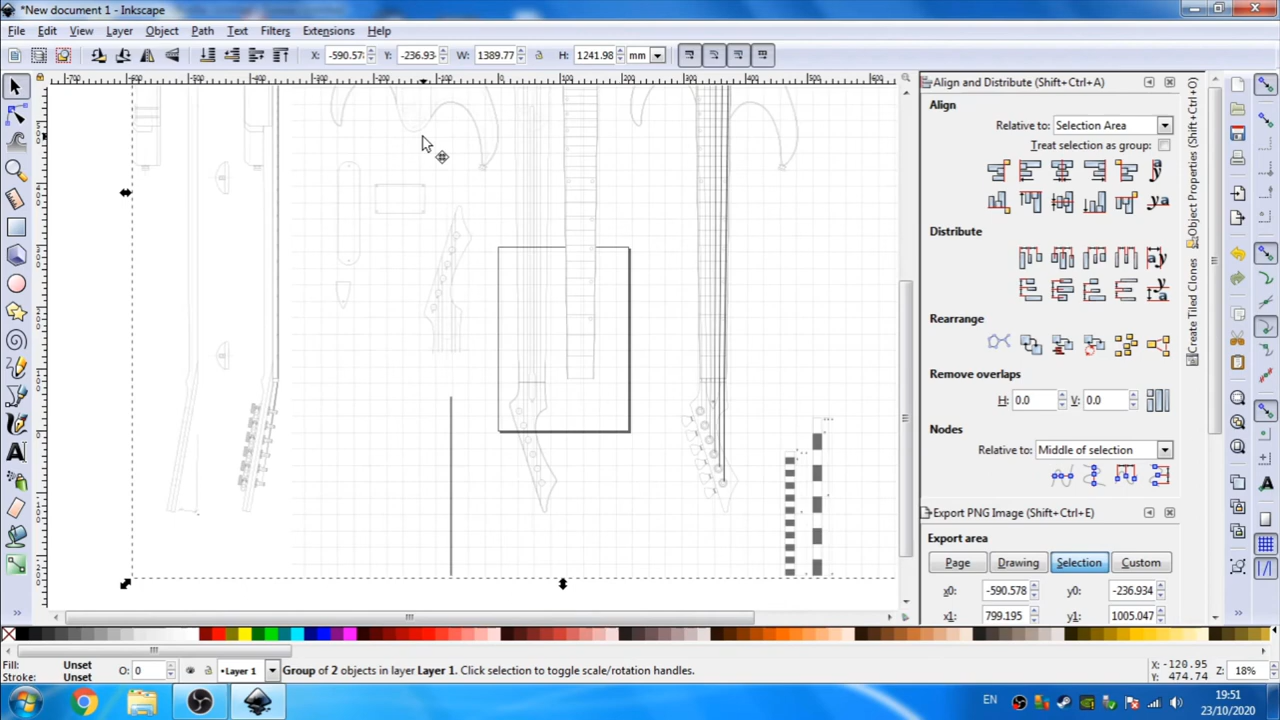 *New document 1 - Inkscape
File Edit View Layer Object Path Text Filters Extensions Help
X: -590.57 Y: -236.93 W: 1389.77 H: 1241.98 mm
Align and Distribute (Shift+Ctrl+A)
Align
Relative to: Selection Area
Treat selection as group:
Distribute
Rearrange
Remove overlaps
H: 0.0 V: 0.0
Nodes
Relative to: Middle of selection
Export PNG Image (Shift+Ctrl+E)
Export area
Page Drawing Selection Custom
x0: -590.578 y0: -236.934
x1: 799.195 y1: 1005.047
Object Properties (Shift+Ctrl+O)
Create Tiled Clones
Fill: Unset
Stroke: Unset
O: 0
Layer 1
Group of 2 objects in layer Layer 1. Click selection to toggle scale/rotation handles.
X: -120.95
Y: 474.74
Z: 18%
EN
19:51
23/10/2020